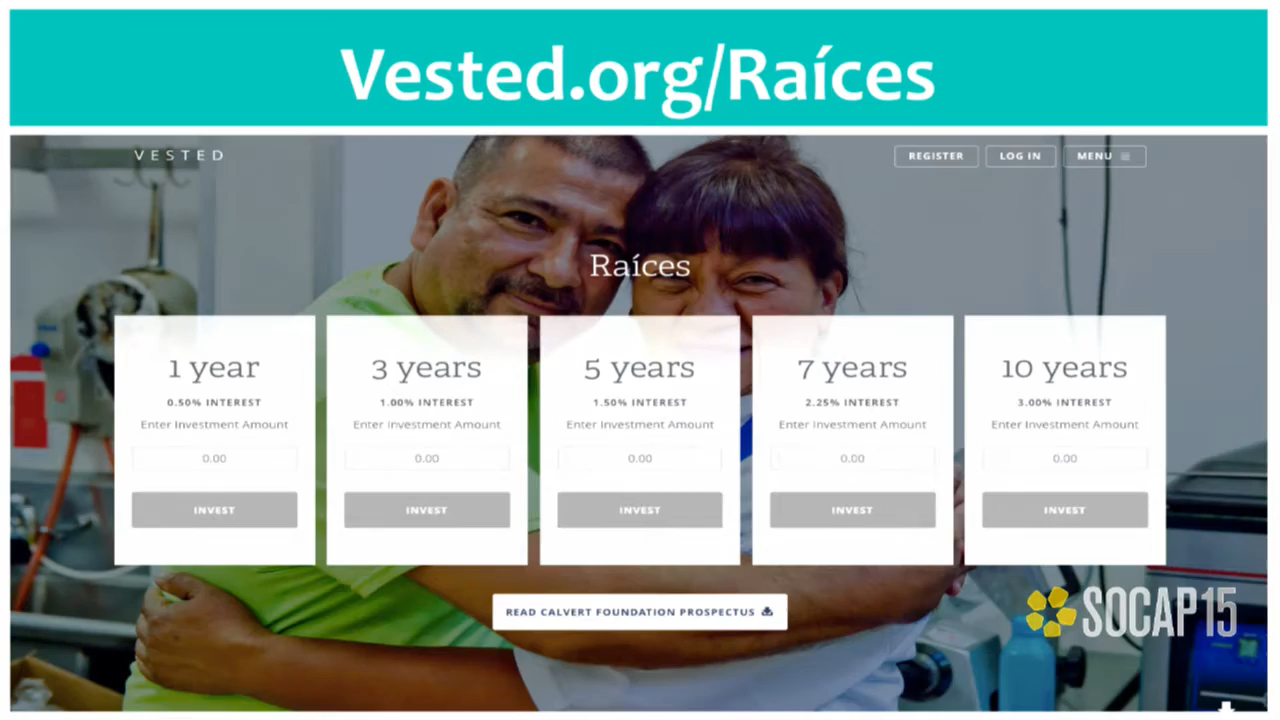 Vested.org/Raíces
VESTED
REGISTER
LOG IN
MENU
Raíces
1 year
0.50% INTEREST
Enter Investment Amount
0.00
INVEST
3 years
1.00% INTEREST
Enter Investment Amount
0.00
INVEST
5 years
1.50% INTEREST
Enter Investment Amount
0.00
INVEST
7 years
2.25% INTEREST
Enter Investment Amount
0.00
INVEST
10 years
3.00% INTEREST
Enter Investment Amount
0.00
INVEST
READ CALVERT FOUNDATION PROSPECTUS
SOCAP15